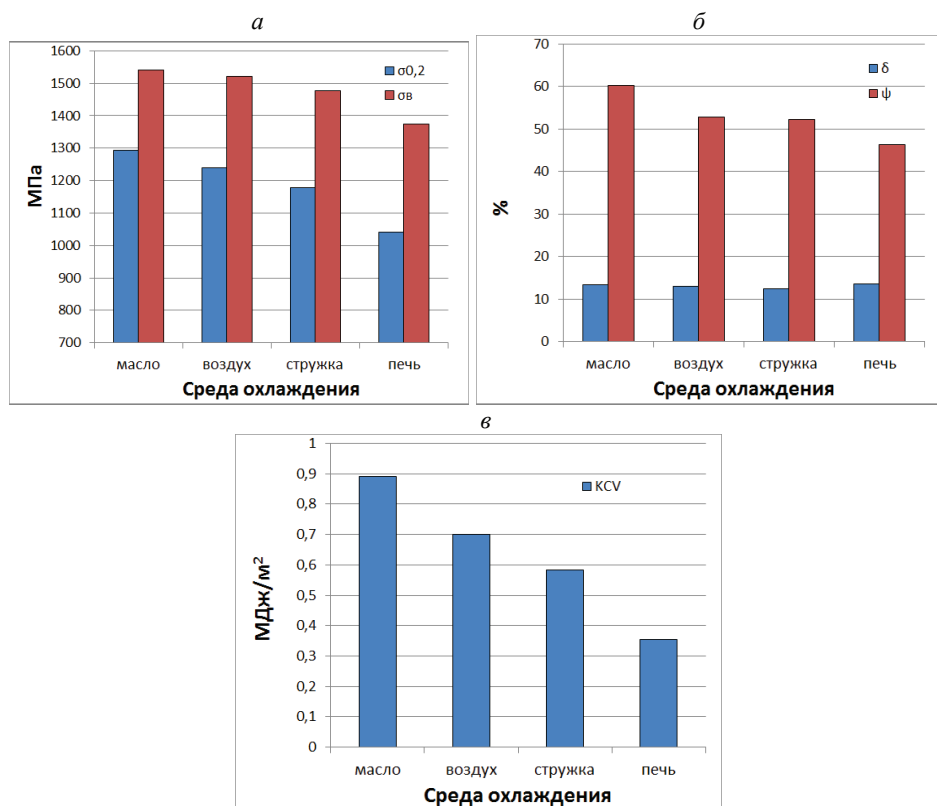 а
1600
1500
1400
1300
1200
1100
1000
900
800
700
МПа
σ0,2
σв
масло воздух стружка печь
Среда охлаждения
б
70
60
50
40
30
20
10
0
%
δ
ψ
масло воздух стружка печь
Среда охлаждения
в
1
0,9
0,8
0,7
0,6
0,5
0,4
0,3
0,2
0,1
0
МДж/м²
KCV
масло воздух стружка печь
Среда охлаждения